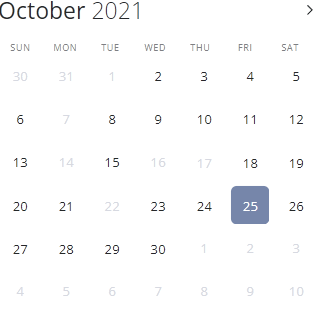 October 2021
SUN MON TUE WED THU FRI SAT
30 31 1 2 3 4 5
6 7 8 9 10 11 12
13 14 15 16 17 18 19
20 21 22 23 24 25 26
27 28 29 30 1 2 3
4 5 6 7 8 9 10